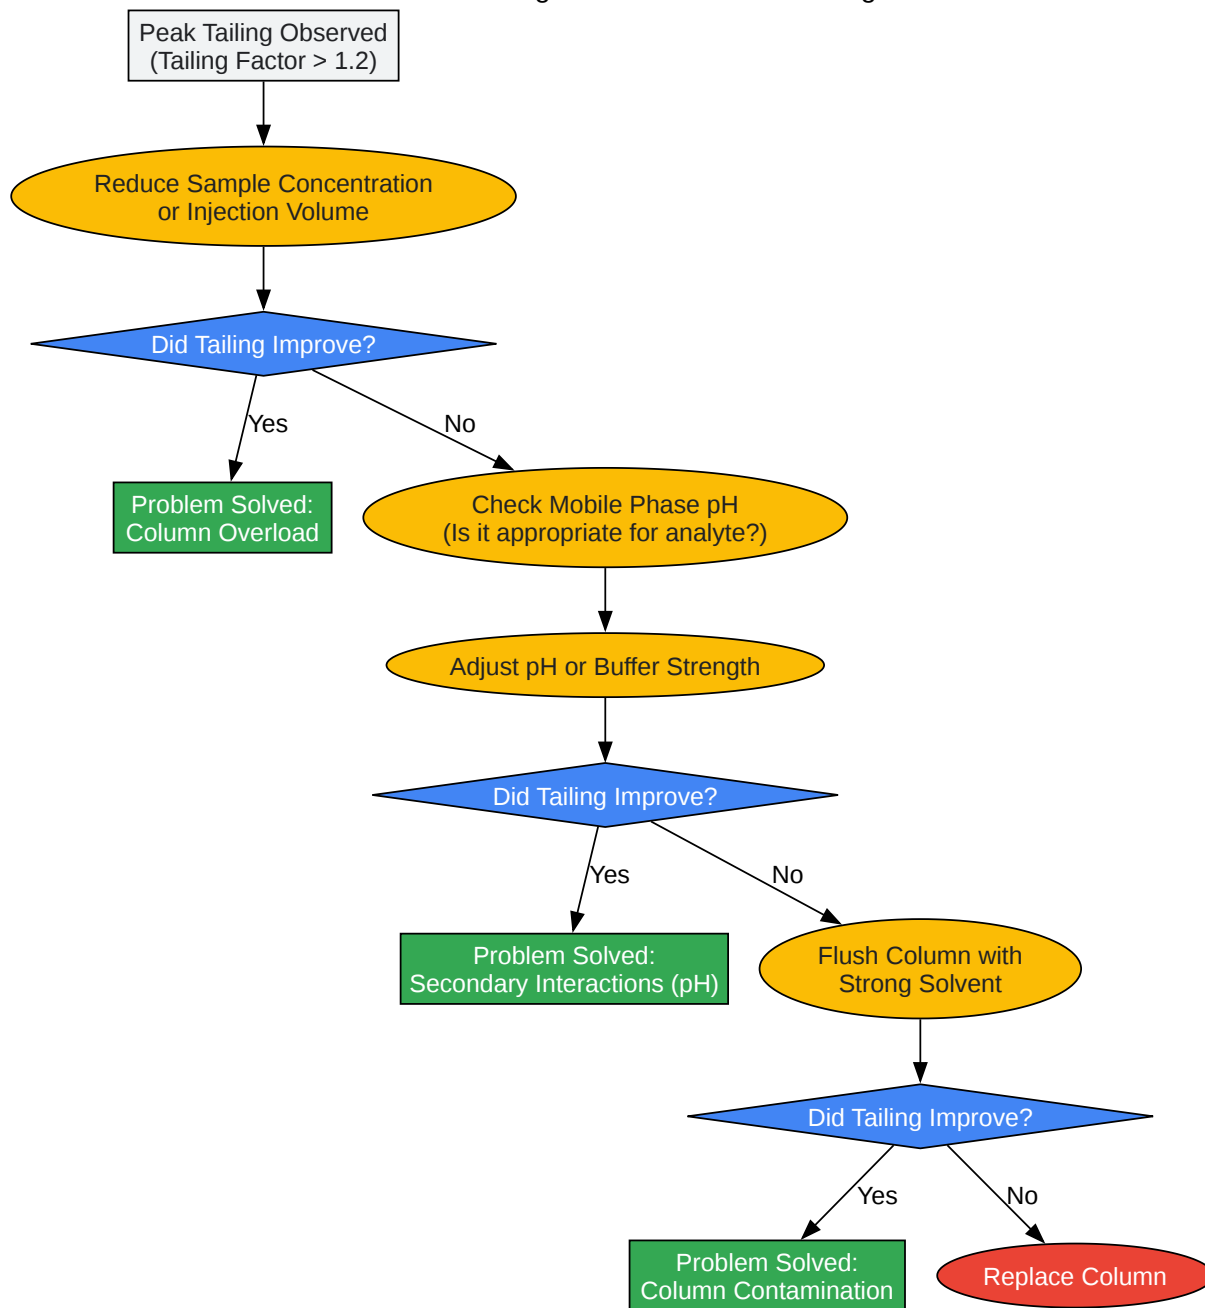 Peak Tailing Observed
(Tailing Factor > 1.2)
Reduce Sample Concentration
or Injection Volume
Did Tailing Improve?
Yes
No
Problem Solved:
Column Overload
Check Mobile Phase pH
(Is it appropriate for analyte?)
Adjust pH or Buffer Strength
Did Tailing Improve?
Yes
No
Problem Solved:
Secondary Interactions (pH)
Flush Column with
Strong Solvent
Did Tailing Improve?
Yes
No
Problem Solved:
Column Contamination
Replace Column